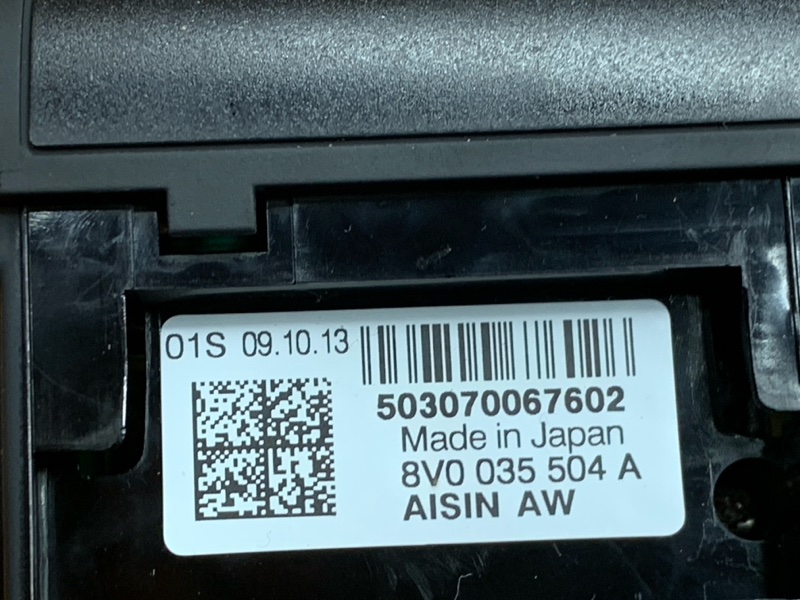 01S 09.10.13
503070067602
Made in Japan
8V0 035 504 A
AISIN AW